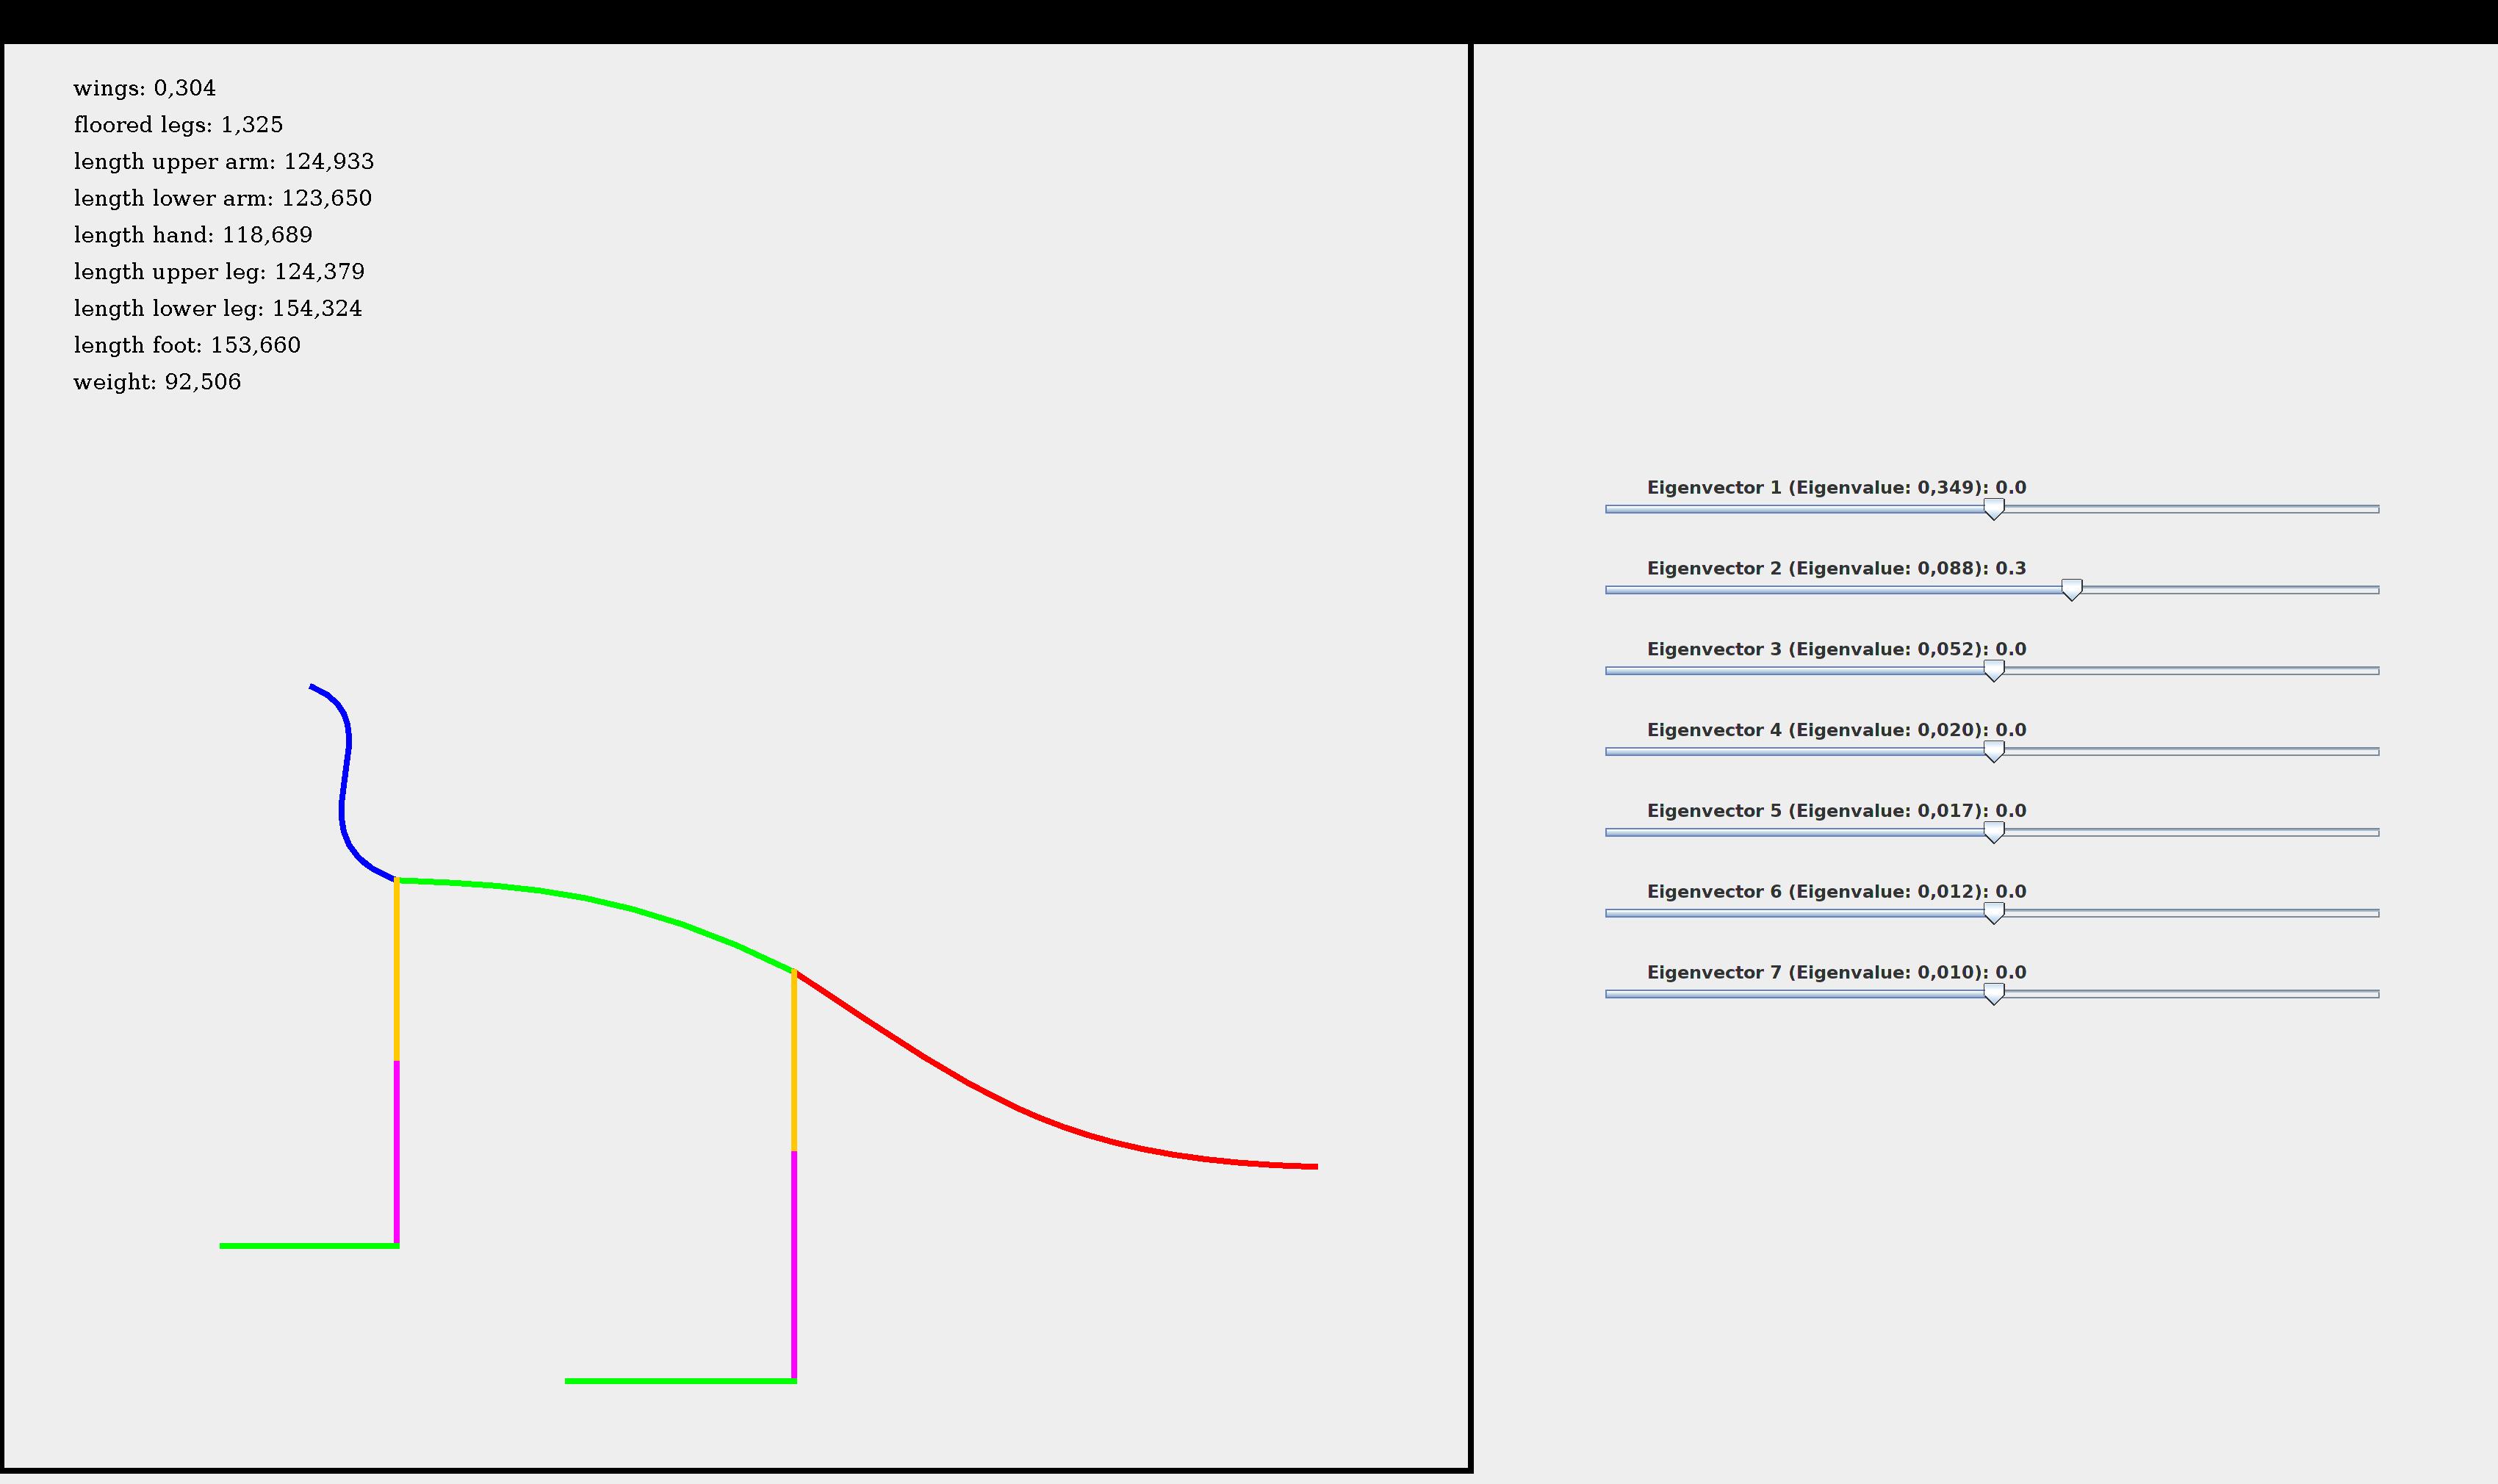 wings: 0,304
floored legs: 1,325
length upper arm: 124,933
length lower arm: 123,650
length hand: 118,689
length upper leg: 124,379
length lower leg: 154,324
length foot: 153,660
weight: 92,506
Eigenvector 1 (Eigenvalue: 0,349): 0.0
Eigenvector 2 (Eigenvalue: 0,088): 0.3
Eigenvector 3 (Eigenvalue: 0,052): 0.0
Eigenvector 4 (Eigenvalue: 0,020): 0.0
Eigenvector 5 (Eigenvalue: 0,017): 0.0
Eigenvector 6 (Eigenvalue: 0,012): 0.0
Eigenvector 7 (Eigenvalue: 0,010): 0.0